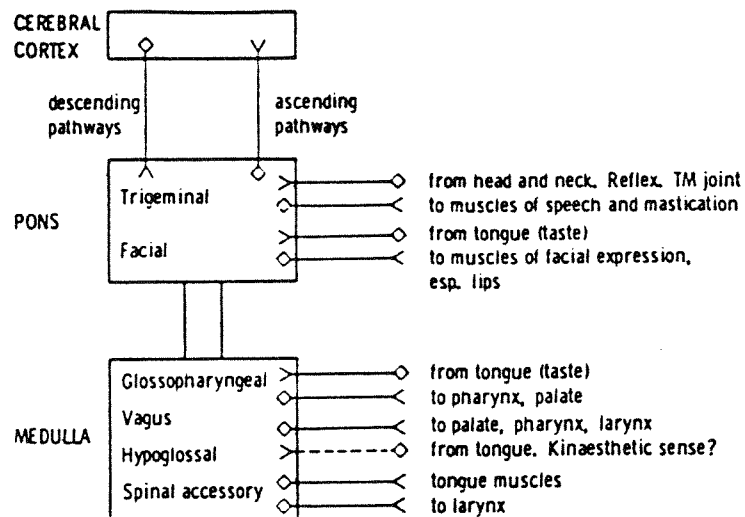 CEREBRAL
CORTEX
descending
pathways
ascending
pathways
PONS
Trigeminal
Facial
from head and neck. Reflex. TM joint
to muscles of speech and mastication
from tongue (taste)
to muscles of facial expression,
esp. lips
MEDULLA
Glossopharyngeal
Vagus
Hypoglossal
Spinal accessory
from tongue (taste)
to pharynx, palate
to palate, pharynx, larynx
from tongue. Kinaesthetic sense?
tongue muscles
to larynx